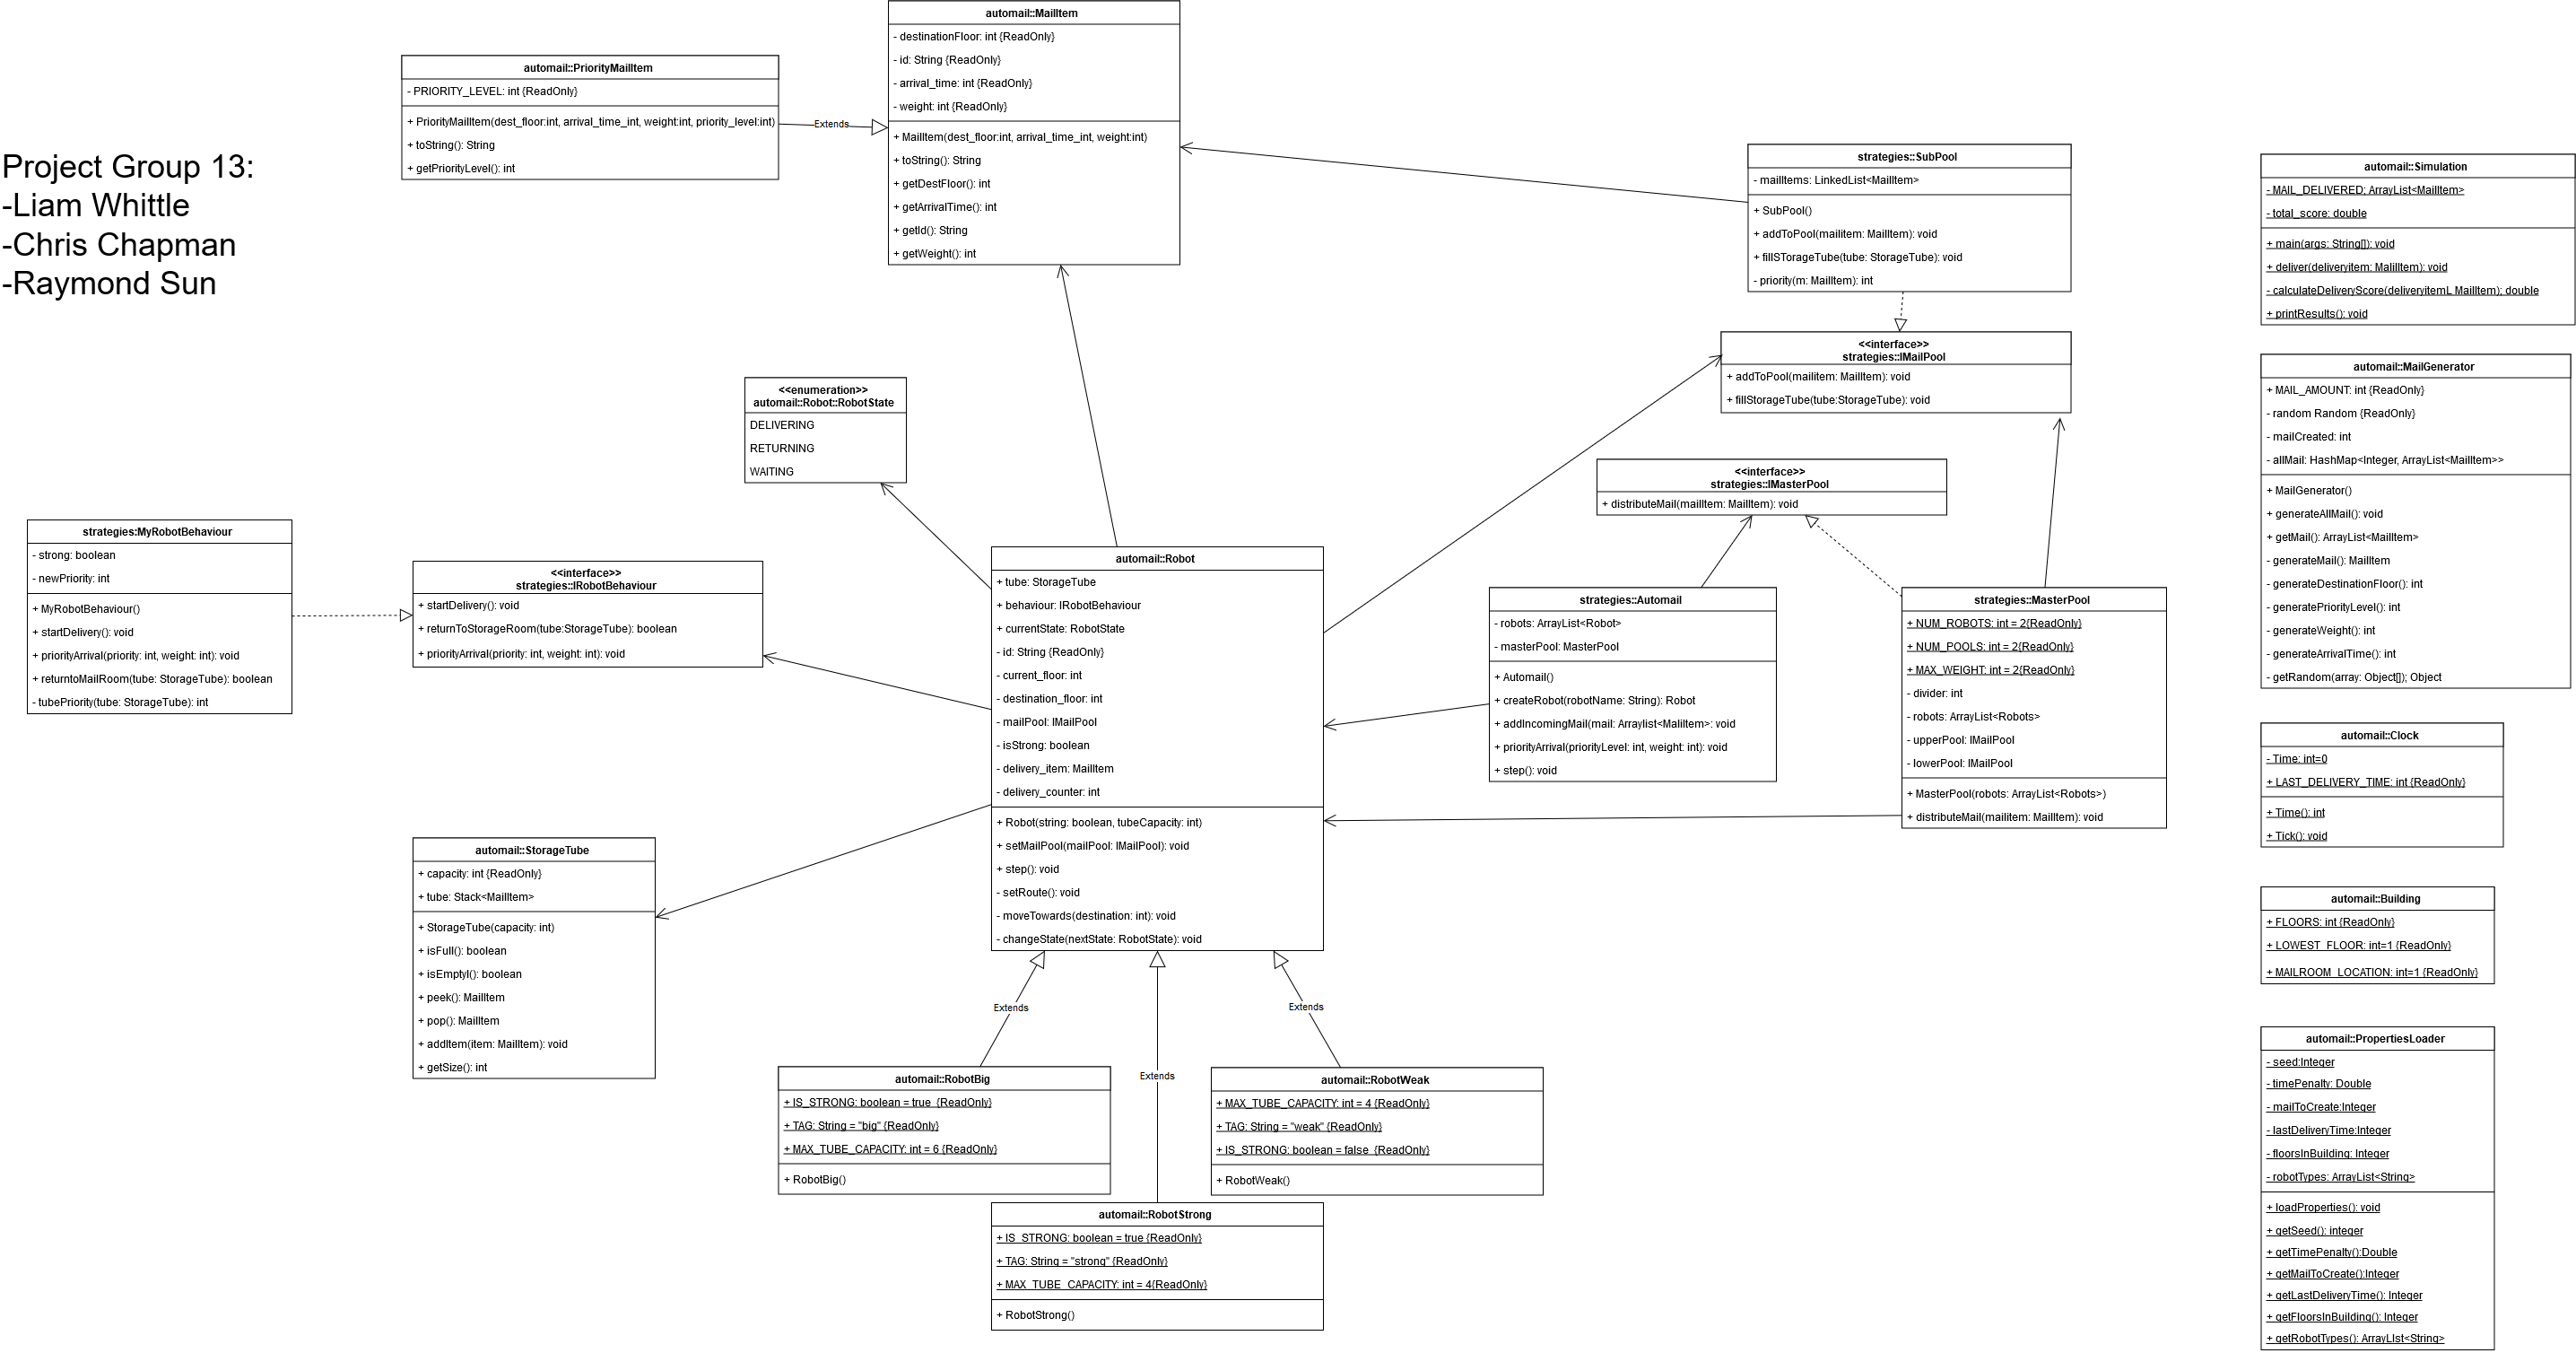 Project Group 13:
-Liam Whittle
-Chris Chapman
-Raymond Sun
automail::PriorityMailItem
- PRIORITY_LEVEL: int {ReadOnly}
+ PriorityMailItem(dest_floor:int, arrival_time_int, weight:int, priority_level:int)
+ toString(): String
+ getPriorityLevel(): int
Extends
automail::MailItem
- destinationFloor: int {ReadOnly}
- id: String {ReadOnly}
- arrival_time: int {ReadOnly}
- weight: int {ReadOnly}
+ MailItem(dest_floor:int, arrival_time_int, weight:int)
+ toString(): String
+ getDestFloor(): int
+ getArrivalTime(): int
+ getId(): String
+ getWeight(): int
strategies::SubPool
- mailItems: LinkedList<MailItem>
+ SubPool()
+ addToPool(mailitem: MailItem): void
+ fillSTorageTube(tube: StorageTube): void
- priority(m: MailItem): int
<<interface>>
strategies::IMailPool
+ addToPool(mailitem: MailItem): void
+ fillStorageTube(tube:StorageTube): void
<<interface>>
strategies::IMasterPool
+ distributeMail(mailItem: MailItem): void
<<enumeration>>
automail::Robot::RobotState
DELIVERING
RETURNING
WAITING
strategies:MyRobotBehaviour
- strong: boolean
- newPriority: int
+ MyRobotBehaviour()
+ startDelivery(): void
+ priorityArrival(priority: int, weight: int): void
+ returntoMailRoom(tube: StorageTube): boolean
- tubePriority(tube: StorageTube): int
<<interface>>
strategies::IRobotBehaviour
+ startDelivery(): void
+ returnToStorageRoom(tube:StorageTube): boolean
+ priorityArrival(priority: int, weight: int): void
automail::Robot
+ tube: StorageTube
+ behaviour: IRobotBehaviour
+ currentState: RobotState
- id: String {ReadOnly}
- current_floor: int
- destination_floor: int
- mailPool: IMailPool
- isStrong: boolean
- delivery_item: MailItem
- delivery_counter: int
+ Robot(string: boolean, tubeCapacity: int)
+ setMailPool(mailPool: IMailPool): void
+ step(): void
- setRoute(): void
- moveTowards(destination: int): void
- changeState(nextState: RobotState): void
strategies::Automail
- robots: ArrayList<Robot>
- masterPool: MasterPool
+ Automail()
+ createRobot(robotName: String): Robot
+ addIncomingMail(mail: Arraylist<MaliItem>: void
+ priorityArrival(priorityLevel: int, weight: int): void
+ step(): void
strategies::MasterPool
+ NUM_ROBOTS: int = 2{ReadOnly}
+ NUM_POOLS: int = 2{ReadOnly}
+ MAX_WEIGHT: int = 2{ReadOnly}
- divider: int
- robots: ArrayList<Robots>
- upperPool: IMailPool
- lowerPool: IMailPool
+ MasterPool(robots: ArrayList<Robots>)
+ distributeMail(mailitem: MailItem): void
automail::StorageTube
+ capacity: int {ReadOnly}
+ tube: Stack<MailItem>
+ StorageTube(capacity: int)
+ isFull(): boolean
+ isEmptyl(): boolean
+ peek(): MailItem
+ pop(): MailItem
+ addItem(item: MailItem): void
+ getSize(): int
Extends
Extends
Extends
automail::RobotBig
+ IS_STRONG: boolean = true {ReadOnly}
+ TAG: String = "big" {ReadOnly}
+ MAX_TUBE_CAPACITY: int = 6 {ReadOnly}
+ RobotBig()
automail::RobotWeak
+ MAX_TUBE_CAPACITY: int = 4 {ReadOnly}
+ TAG: String = "weak" {ReadOnly}
+ IS_STRONG: boolean = false {ReadOnly}
+ RobotWeak()
automail::RobotStrong
+ IS_STRONG: boolean = true {ReadOnly}
+ TAG: String = "strong" {ReadOnly}
+ MAX_TUBE_CAPACITY: int = 4{ReadOnly}
+ RobotStrong()
automail::Simulation
- MAIL_DELIVERED: ArrayList<MailItem>
- total_score: double
+ main(args: String[]): void
+ deliver(deliveryitem: MaliItem): void
- calculateDeliveryScore(deliveryitemL MailItem): double
+ printResults(): void
automail::MailGenerator
+ MAIL_AMOUNT: int {ReadOnly}
- random Random {ReadOnly}
- mailCreated: int
- allMail: HashMap<Integer, ArrayList<MailItem>>
+ MailGenerator()
+ generateAllMail(): void
+ getMail(): ArrayList<MailItem>
- generateMail(): MailItem
- generateDestinationFloor(): int
- generatePriorityLevel(): int
- generateWeight(): int
- generateArrivalTime(): int
- getRandom(array: Object[]); Object
automail::Clock
- Time: int=0
+ LAST_DELIVERY_TIME: int {ReadOnly}
+ Time(): int
+ Tick(): void
automail::Building
+ FLOORS: int {ReadOnly}
+ LOWEST_FLOOR: int=1 {ReadOnly}
+ MAILROOM_LOCATION: int=1 {ReadOnly}
automail::PropertiesLoader
- seed:Integer
- timePenalty: Double
- mailToCreate:Integer
- lastDeliveryTime:Integer
- floorsInBuilding: Integer
- robotTypes: ArrayList<String>
+ loadProperties(): void
+ getSeed(): integer
+ getTimePenalty():Double
+ getMailToCreate():Integer
+ getLastDeliveryTime(): Integer
+ getFloorsInBuilding(): Integer
+ getRobotTypes(): ArrayLIst<String>